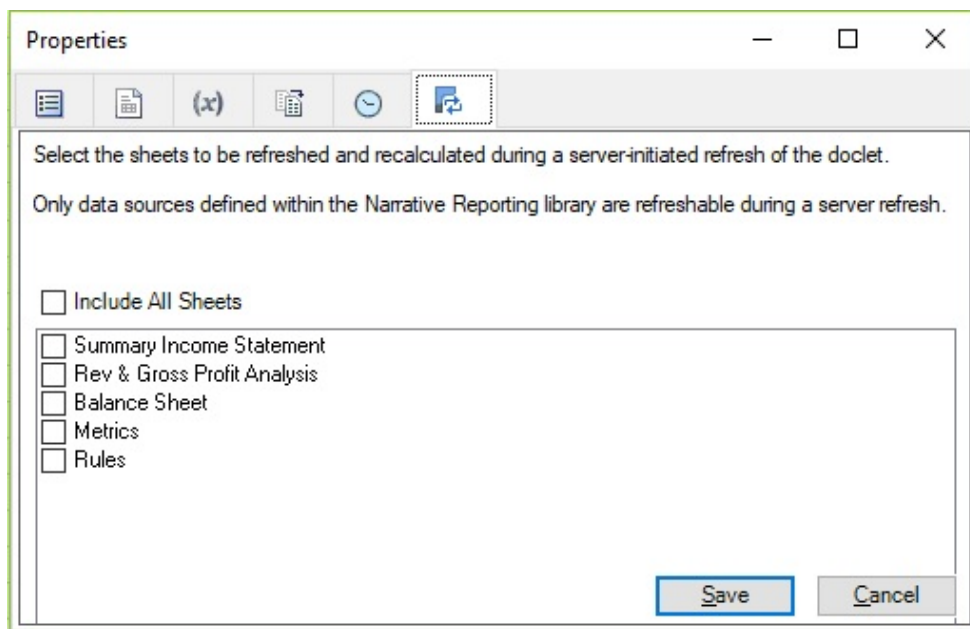 Properties
(x)
Select the sheets to be refreshed and recalculated during a server-initiated refresh of the doclet.
Only data sources defined within the Narrative Reporting library are refreshable during a server refresh.
Include All Sheets
Summary Income Statement
Rev & Gross Profit Analysis
Balance Sheet
Metrics
Rules
Save Cancel